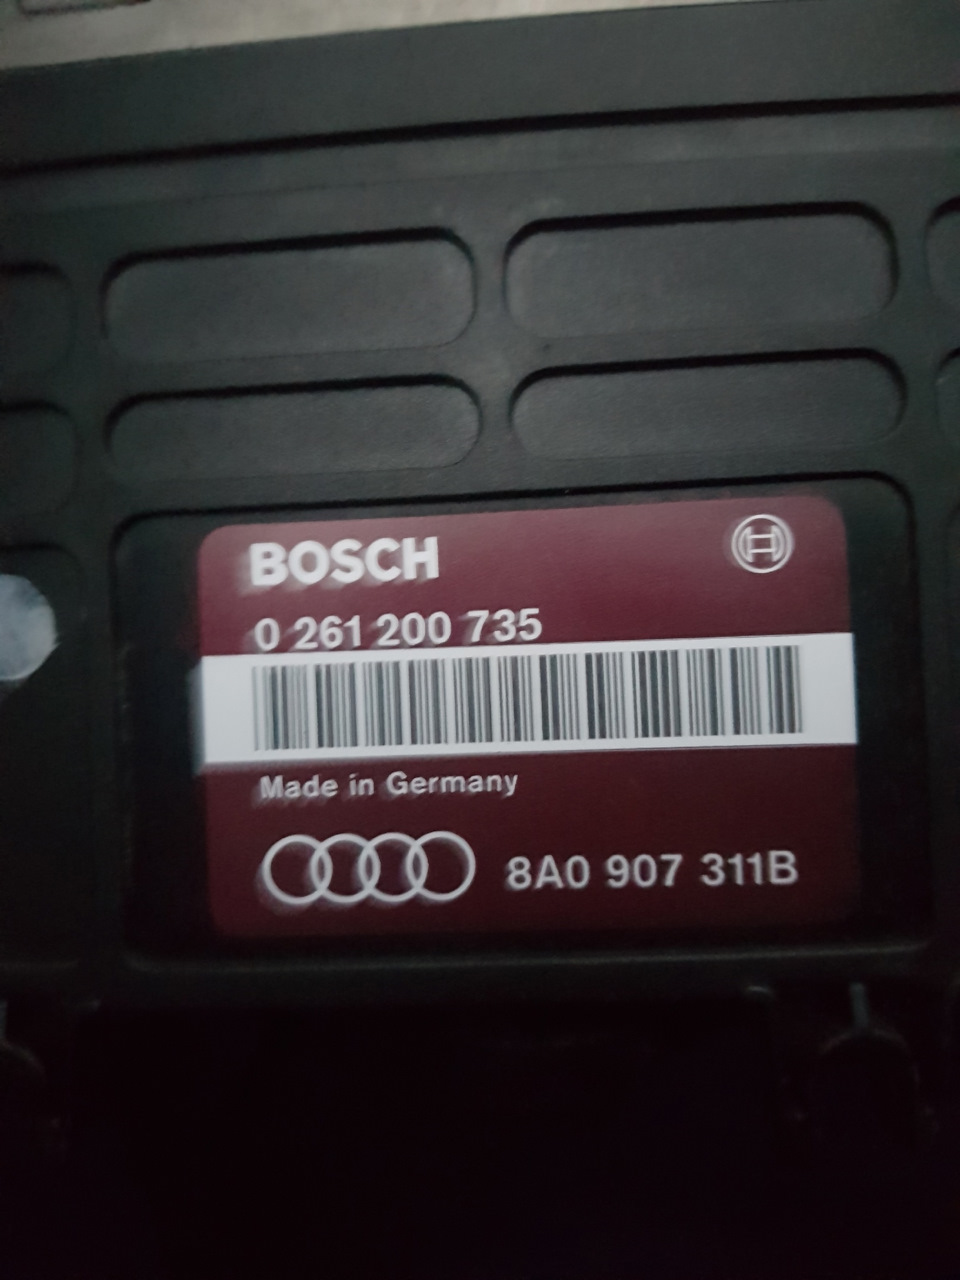 BOSCH
0 261 200 735
Made in Germany
8A0 907 311B